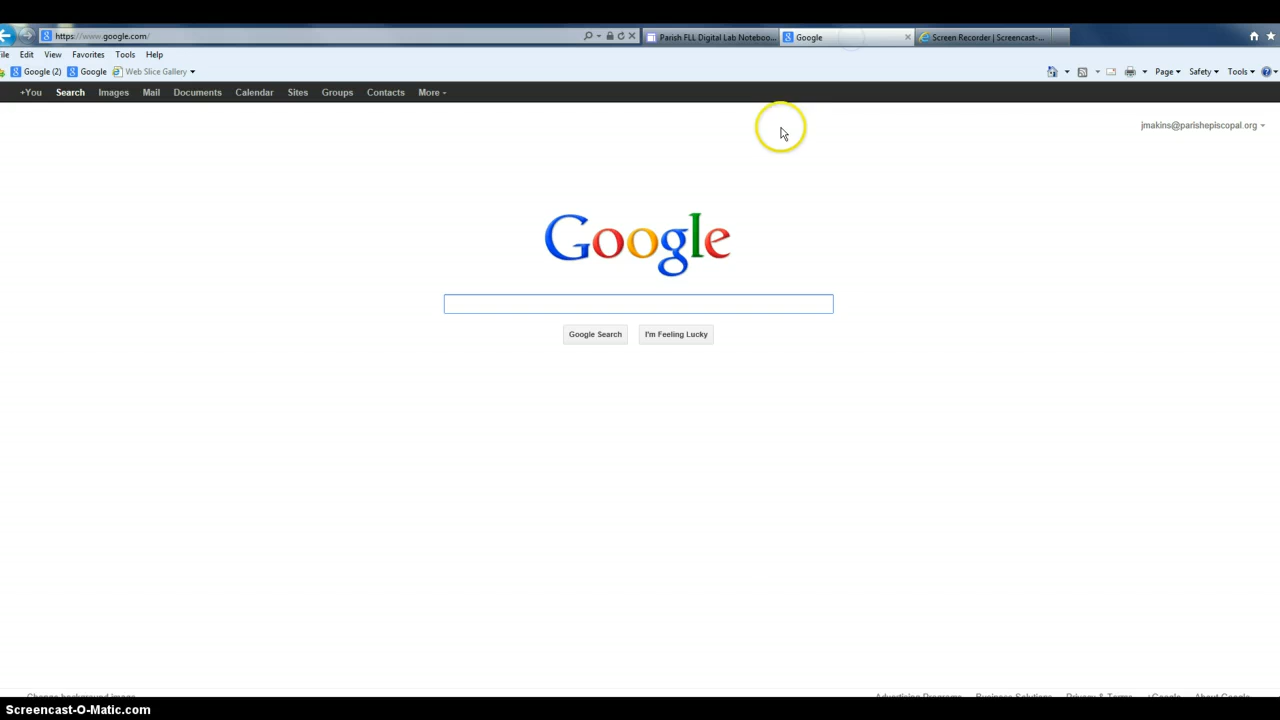 https://www.google.com/
Parish FLL Digital Lab Noteboo...
Google
Screen Recorder | Screencast-...
Edit View Favorites Tools Help
Google (2) Google Web Slice Gallery
Page Safety Tools
+You Search Images Mail Documents Calendar Sites Groups Contacts More
jmakins@parishepiscopal.org
Google
Google Search I'm Feeling Lucky
Change background image Advertising Programs Business Solutions Privacy & Terms +Google About Google
Screencast-O-Matic.com